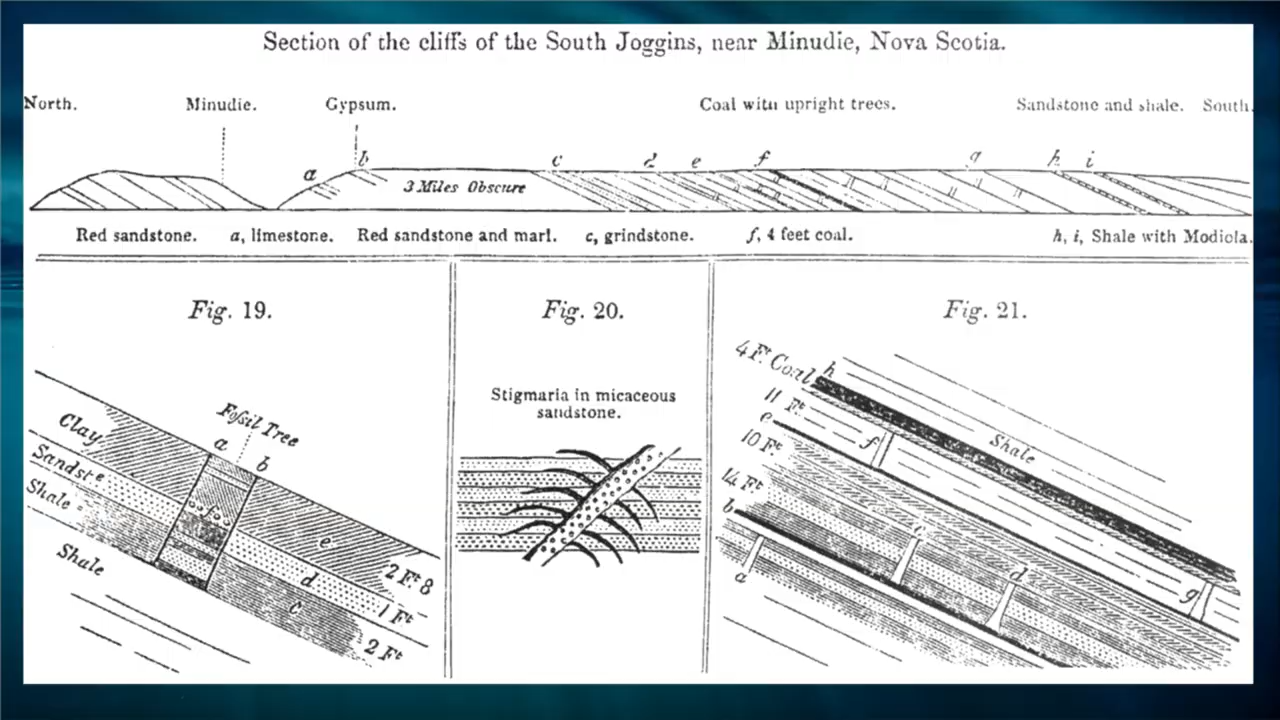 Section of the cliffs of the South Joggins, near Minudie, Nova Scotia.
North. Minudie. Gypsum. Coal with upright trees. Sandstone and shale. South.
a b c d e f g h i
3 Miles Obscure
Red sandstone. a, limestone. Red sandstone and marl. c, grindstone. f, 4 feet coal. h, i, Shale with Modiola.
Fig. 19.
Fossil Tree
a b
Clay
Sandstᵉ
Shale
Shale
e
2 Fᵗ 8
d
1 Fᵗ
c
2 Fᵗ
Fig. 20.
Stigmaria in micaceous
sandstone.
Fig. 21.
4 Fᵗ Coal h
11 Fᵗ
Shale
e
f
10 Fᵗ
14 Fᵗ
b
c
d
a
g